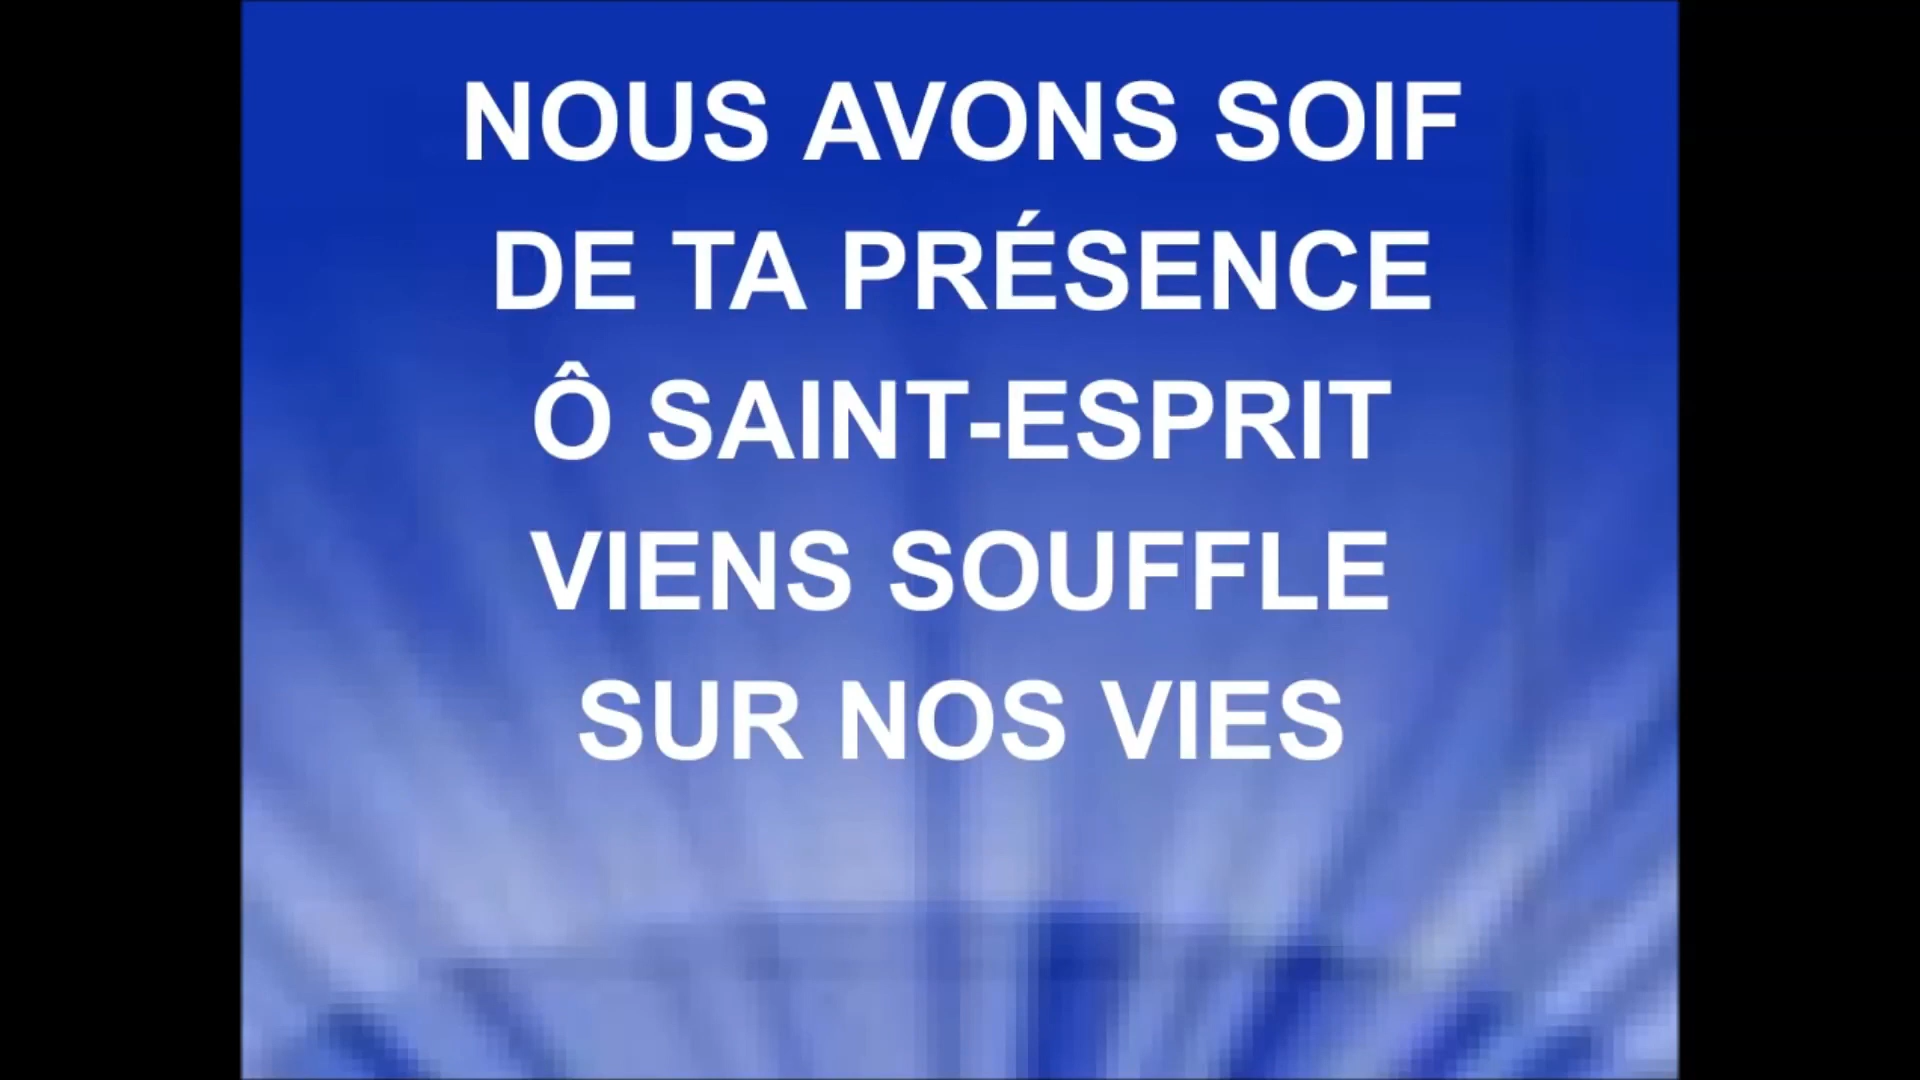 NOUS AVONS SOIF
DE TA PRÉSENCE
Ô SAINT-ESPRIT
VIENS SOUFFLE
SUR NOS VIES